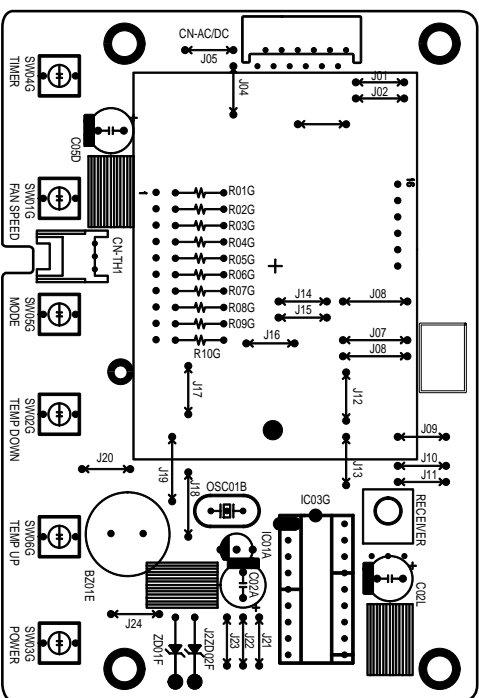 CN-AC/DC
J05
J04
J01
J02
SW04G
TIMER
C05D
+
SW01G
FAN SPEED
1
16
R01G
R02G
R03G
R04G
R05G
R06G
R07G
R08G
R09G
R10G
CN-TH1
SW05G
MODE
J14
J15
J16
J08
J07
J08
J17
J12
SW02G
TEMP DOWN
J09
J10
J11
J20
J19
J18
J13
OSC01B
IC03G
RECEIVER
SW06G
TEMP UP
BZ01E
IC01A
C02A
+
C02L
+
J24
ZD01F
J2ZD02F
J23
J22
J21
SW03G
POWER